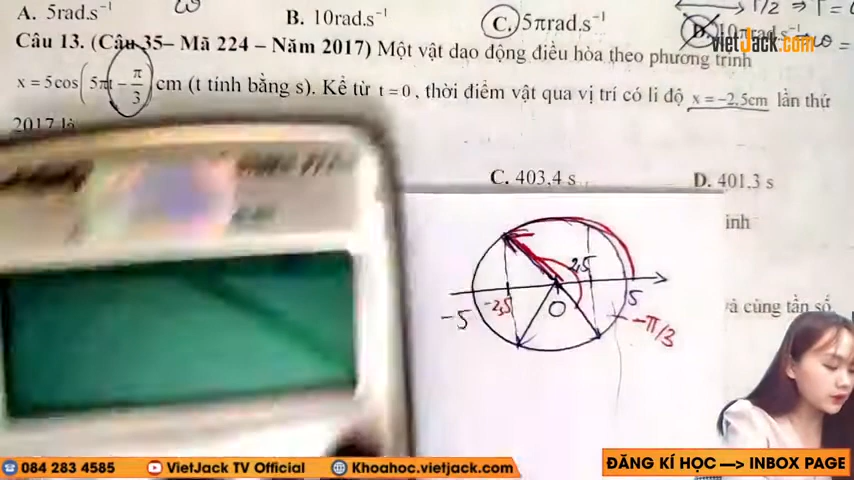 A. 5rad.s⁻¹ ω B. 10rad.s⁻¹ C. 5πrad.s⁻¹ D. 10πrad.s⁻¹
vietJack.com
Câu 13. (Câu 35– Mã 224 – Năm 2017) Một vật dao động điều hòa theo phương trình
x = 5cos(5πt − π/3) cm (t tính bằng s). Kể từ t = 0, thời điểm vật qua vị trí có li độ x = −2,5cm lần thứ
2017 là
C. 403,4 s D. 401,3 s
2,5
−5 −2,5 O 5
−π/3
và cùng tần số
084 283 4585 VietJack TV Official Khoahoc.vietjack.com ĐĂNG KÍ HỌC —> INBOX PAGE